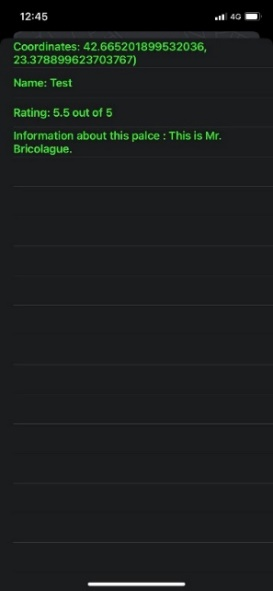 12:45
4G
Coordinates: 42.665201899532036,
23.378899623703767)
Name: Test
Rating: 5.5 out of 5
Information about this palce : This is Mr.
Bricolague.